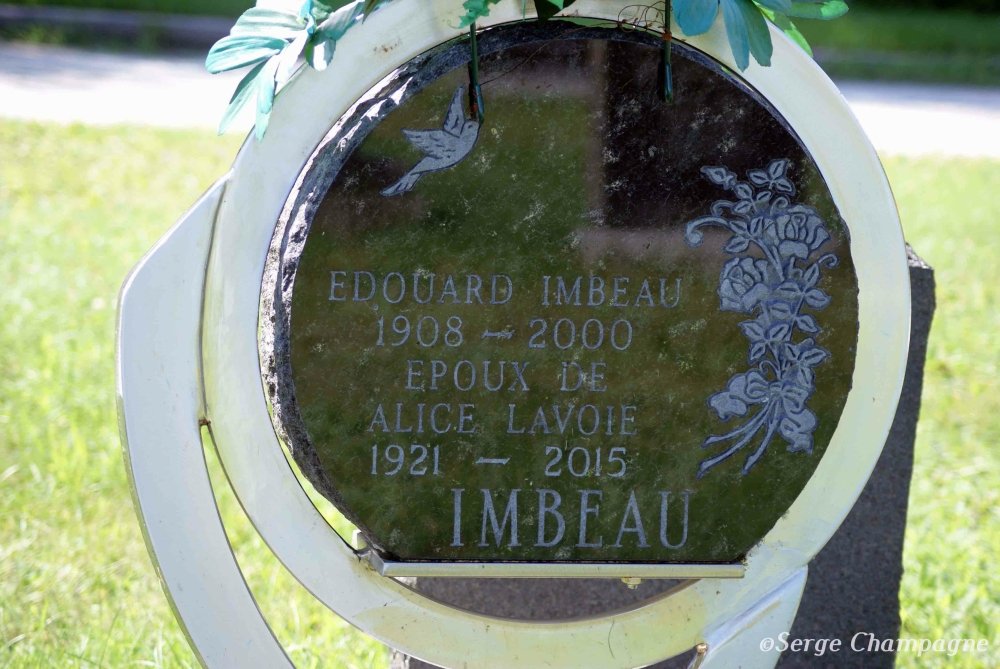 EDOUARD IMBEAU
1908 - 2000
EPOUX DE
ALICE LAVOIE
1921 - 2015
IMBEAU
©Serge Champagne